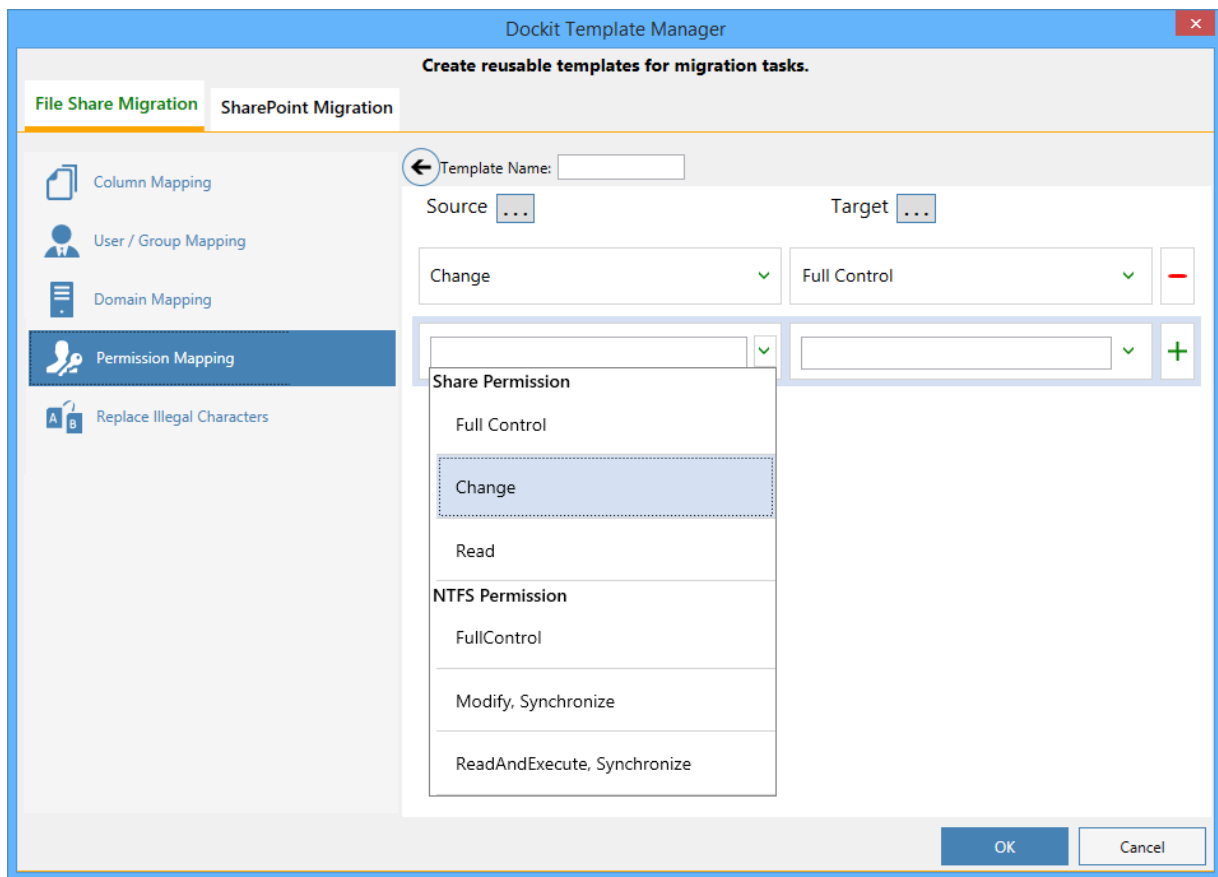 Dockit Template Manager
Create reusable templates for migration tasks.
File Share Migration
SharePoint Migration
Column Mapping
User / Group Mapping
Domain Mapping
Permission Mapping
A B Replace Illegal Characters
Template Name:
Source ...
Target ...
Change
Full Control
Share Permission
Full Control
Change
Read
NTFS Permission
FullControl
Modify, Synchronize
ReadAndExecute, Synchronize
OK
Cancel